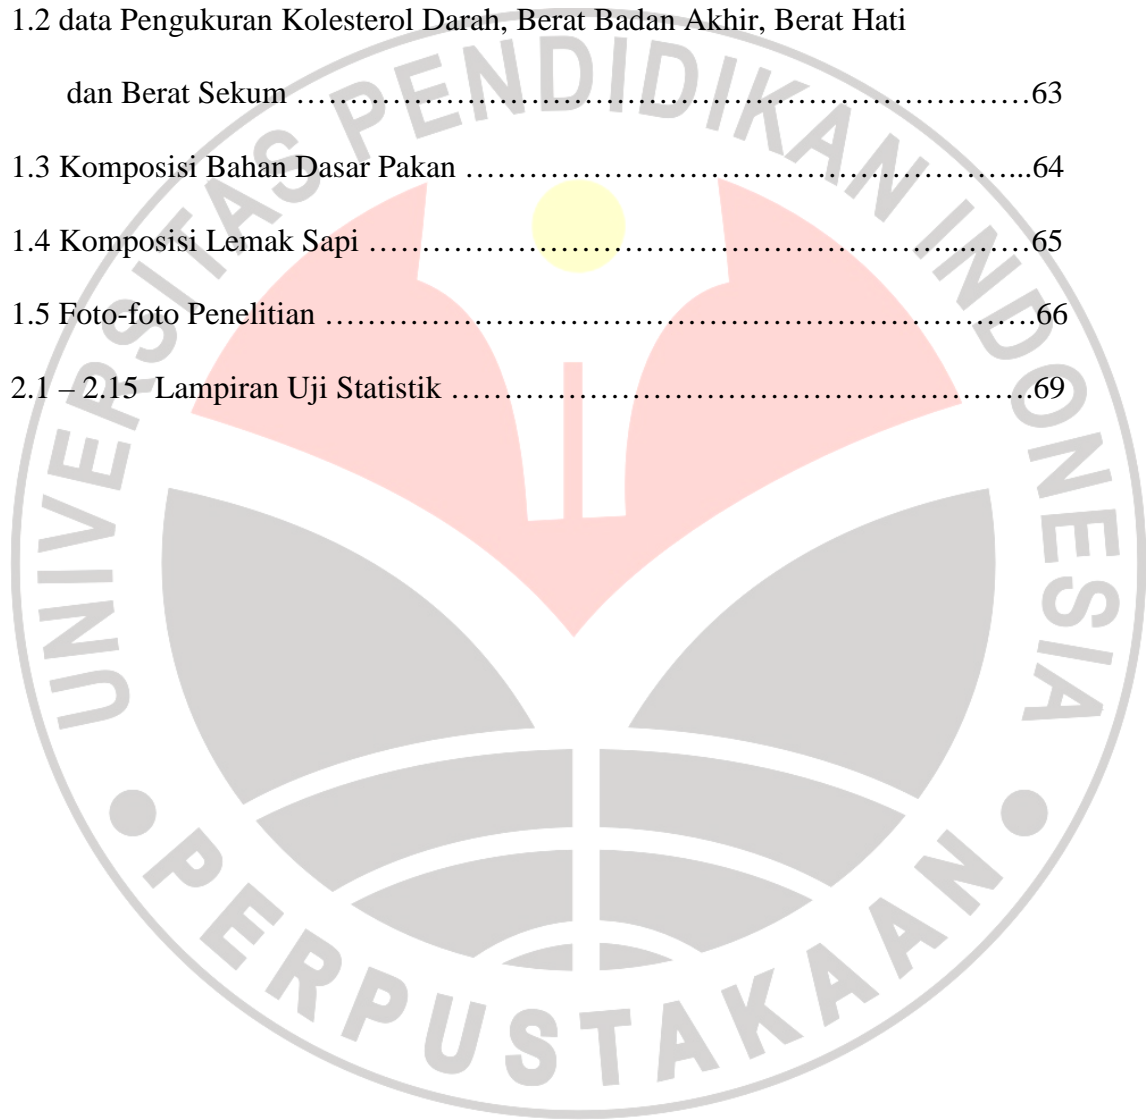 1.2 data Pengukuran Kolesterol Darah, Berat Badan Akhir, Berat Hati
dan Berat Sekum ……………………………………………………………………63
1.3 Komposisi Bahan Dasar Pakan …………………………………………………...64
1.4 Komposisi Lemak Sapi ……………………………………………………...……65
1.5 Foto-foto Penelitian ………………………………………………………………….66
2.1 – 2.15  Lampiran Uji Statistik ……………………………………………………….69
UNIVERSITAS PENDIDIKAN INDONESIA
PERPUSTAKAAN